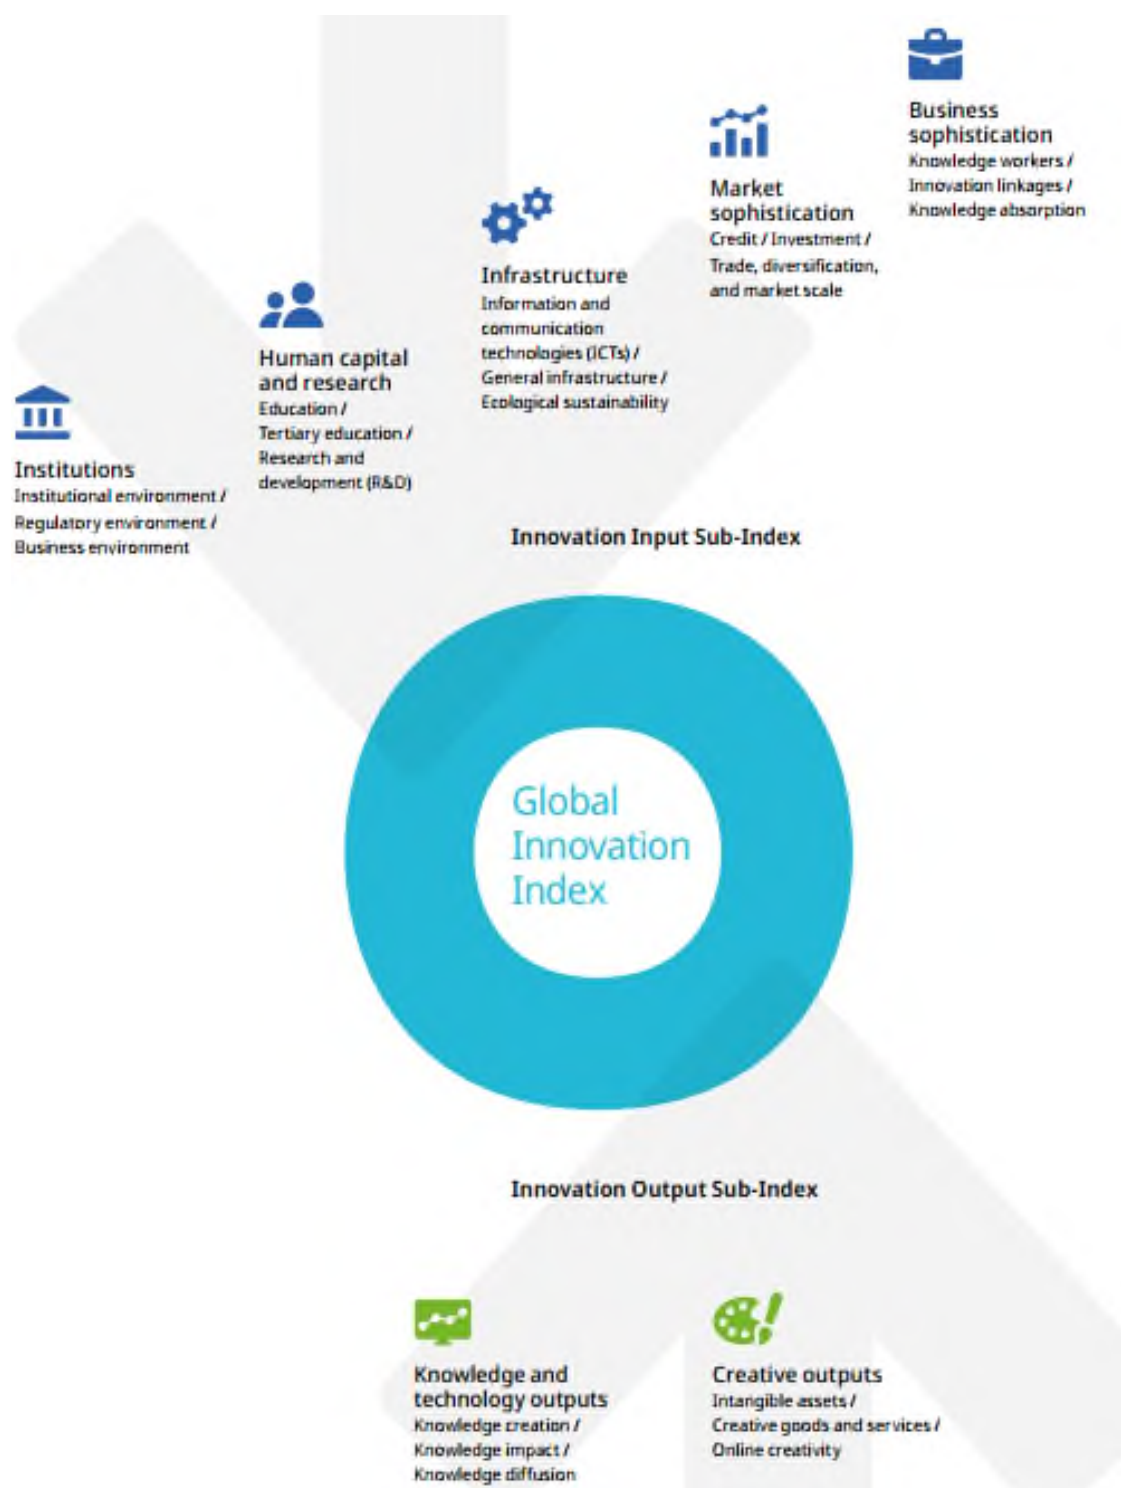 Business
sophistication
Knowledge workers /
Innovation linkages /
Knowledge absorption
Market
sophistication
Credit / Investment /
Trade, diversification,
and market scale
Infrastructure
Information and
communication
technologies (ICTs) /
General infrastructure /
Ecological sustainability
Human capital
and research
Education /
Tertiary education /
Research and
development (R&D)
Institutions
Institutional environment /
Regulatory environment /
Business environment
Innovation Input Sub-Index
Global
Innovation
Index
Innovation Output Sub-Index
Knowledge and
technology outputs
Knowledge creation /
Knowledge impact /
Knowledge diffusion
Creative outputs
Intangible assets /
Creative goods and services /
Online creativity